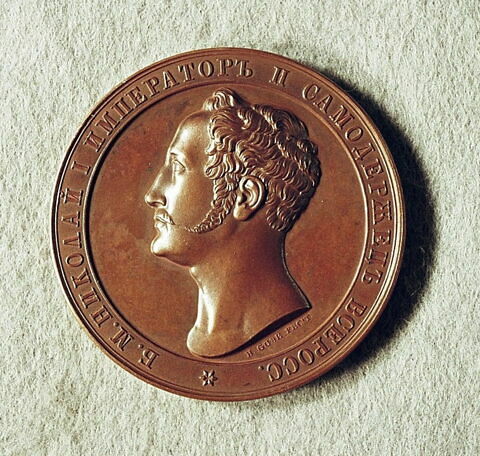 Б. М. НИКОЛАЙ I ИМПЕРАТОРЪ И САМОДЕРЖЕЦЪ ВСЕРОСС.